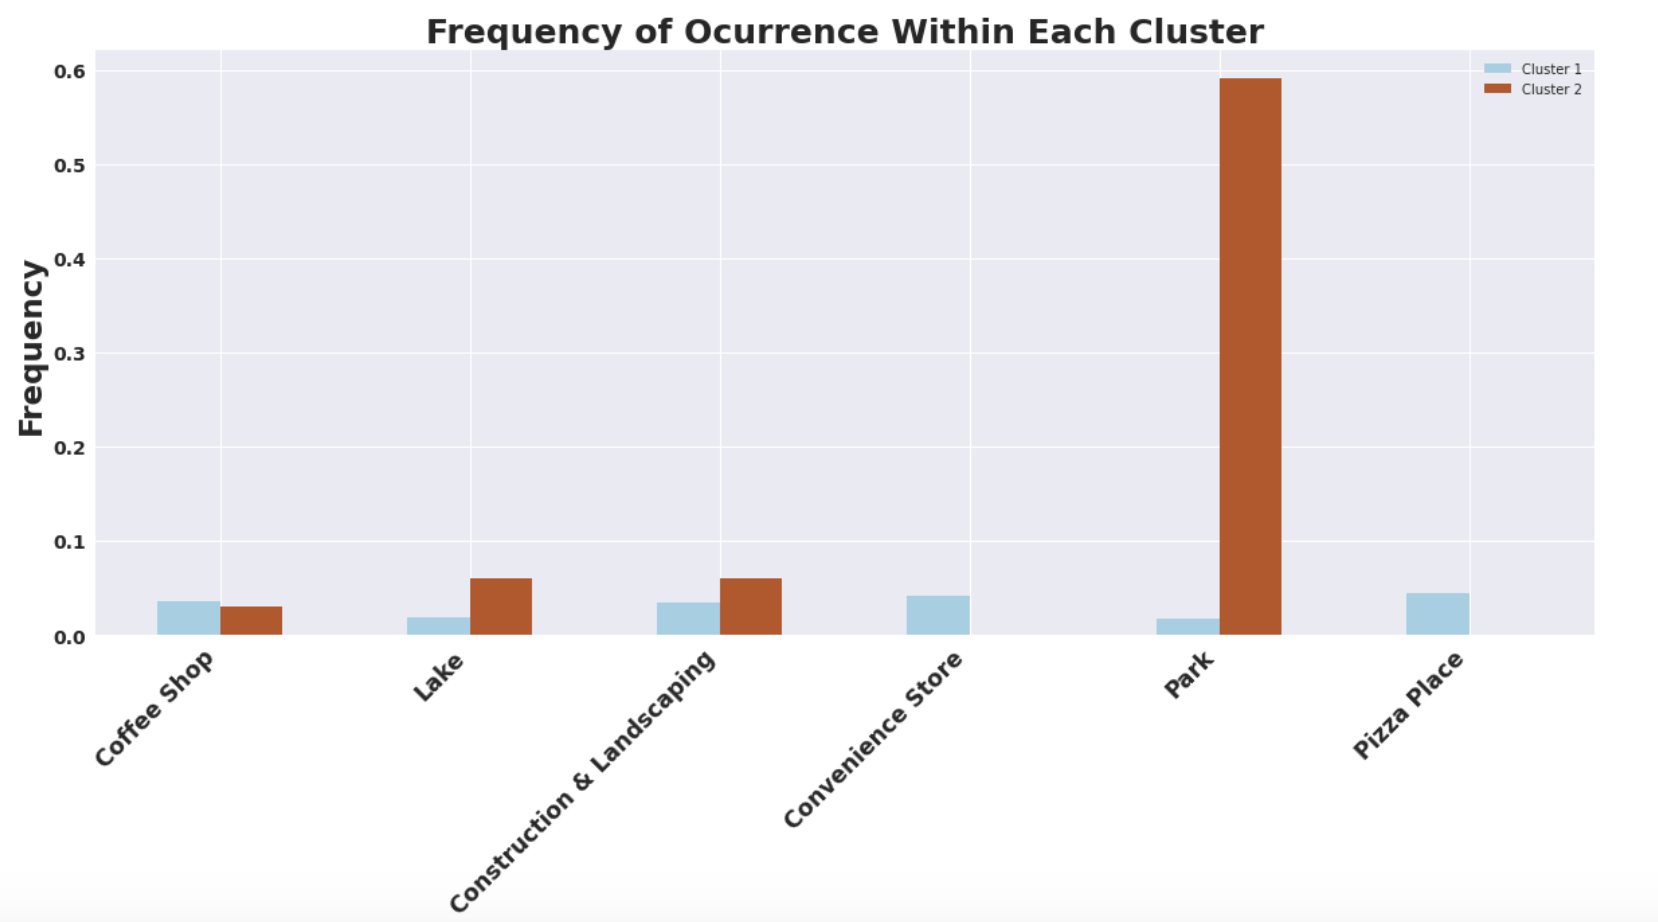 Frequency of Ocurrence Within Each Cluster
Cluster 1
Cluster 2
Frequency
0.6
0.5
0.4
0.3
0.2
0.1
0.0
Coffee Shop
Lake
Construction & Landscaping
Convenience Store
Park
Pizza Place